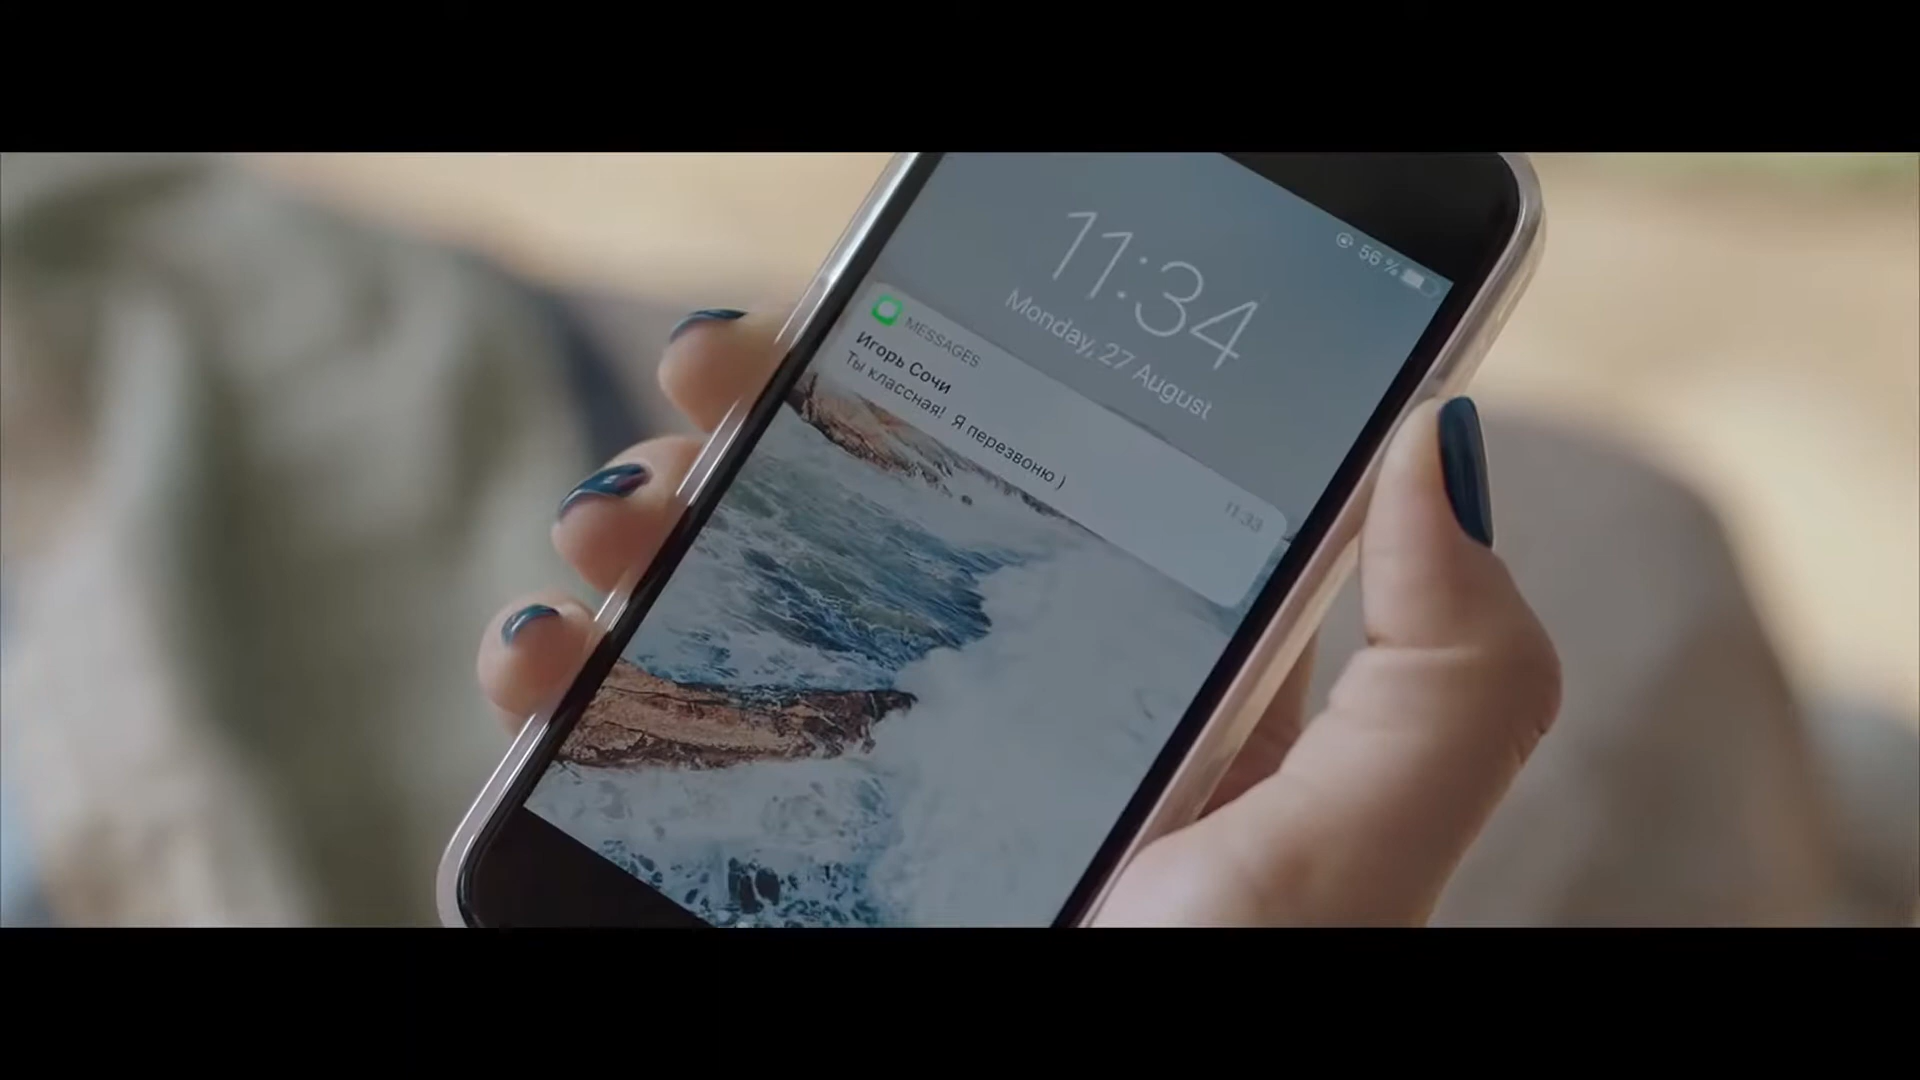 56 %
11:34
Monday, 27 August
MESSAGES
Игорь Сочи
Ты классная! Я перезвоню )
11:33